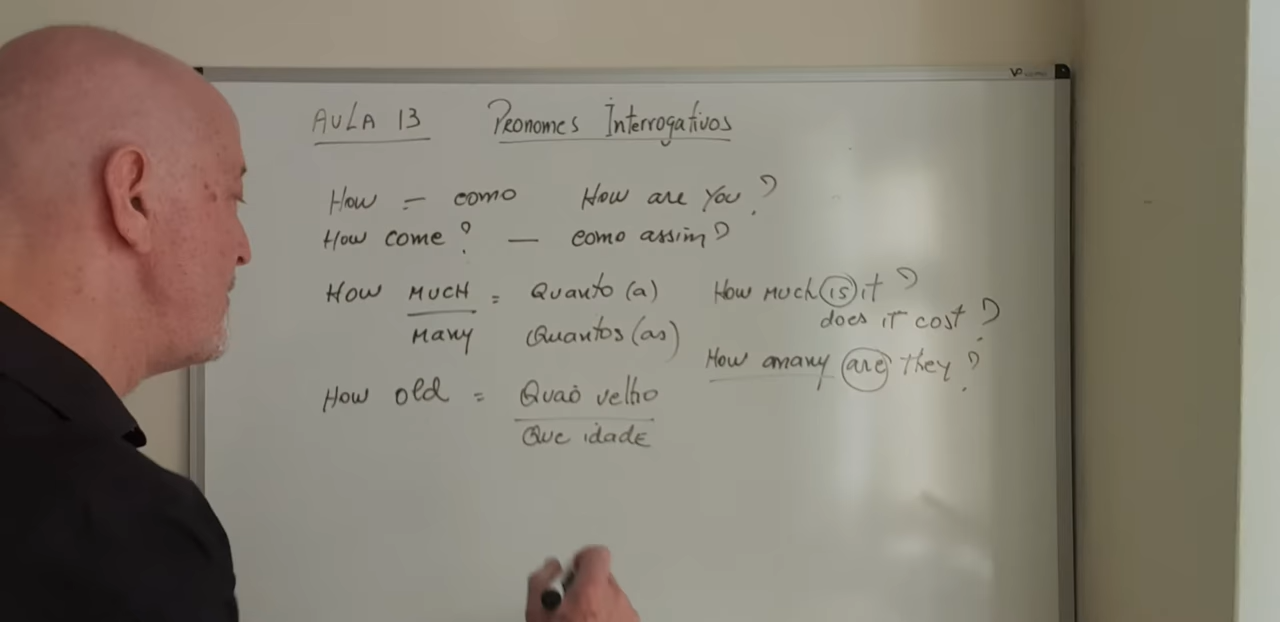 AULA 13 Pronomes Interrogativos
How = como How are you?
How come? — como assim?
How MUCH = Quanto (a) How much is it?
does it cost?
Many Quantos (as)
How many are they?
How old = Quão velho
Que idade